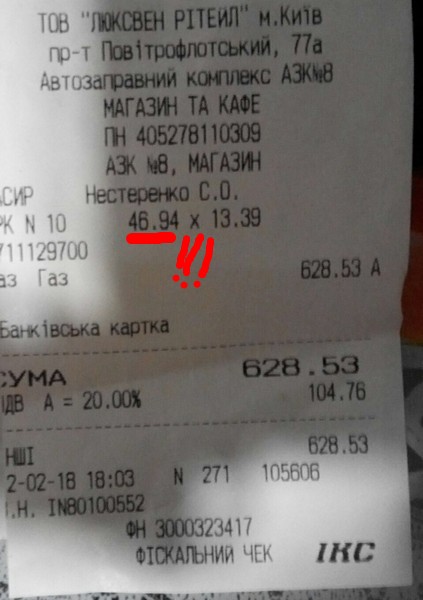 ТОВ "ЛЮКСВЕН РІТЕЙЛ" м.Київ
пр-т Повітрофлотський, 77а
Автозаправний комплекс АЗК№8
МАГАЗИН ТА КАФЕ
ПН 405278110309
АЗК №8, МАГАЗИН
АСИР Нестеренко С.О.
РК N 10 46.94 x 13.39
711129700
аз Газ 628.53 А
Банківська картка
СУМА 628.53
ПДВ А = 20.00% 104.76
НШІ 628.53
2-02-18 18:03 N 271 105606
.Н. ІN80100552
ФН 3000323417
ФІСКАЛЬНИЙ ЧЕК ІКС